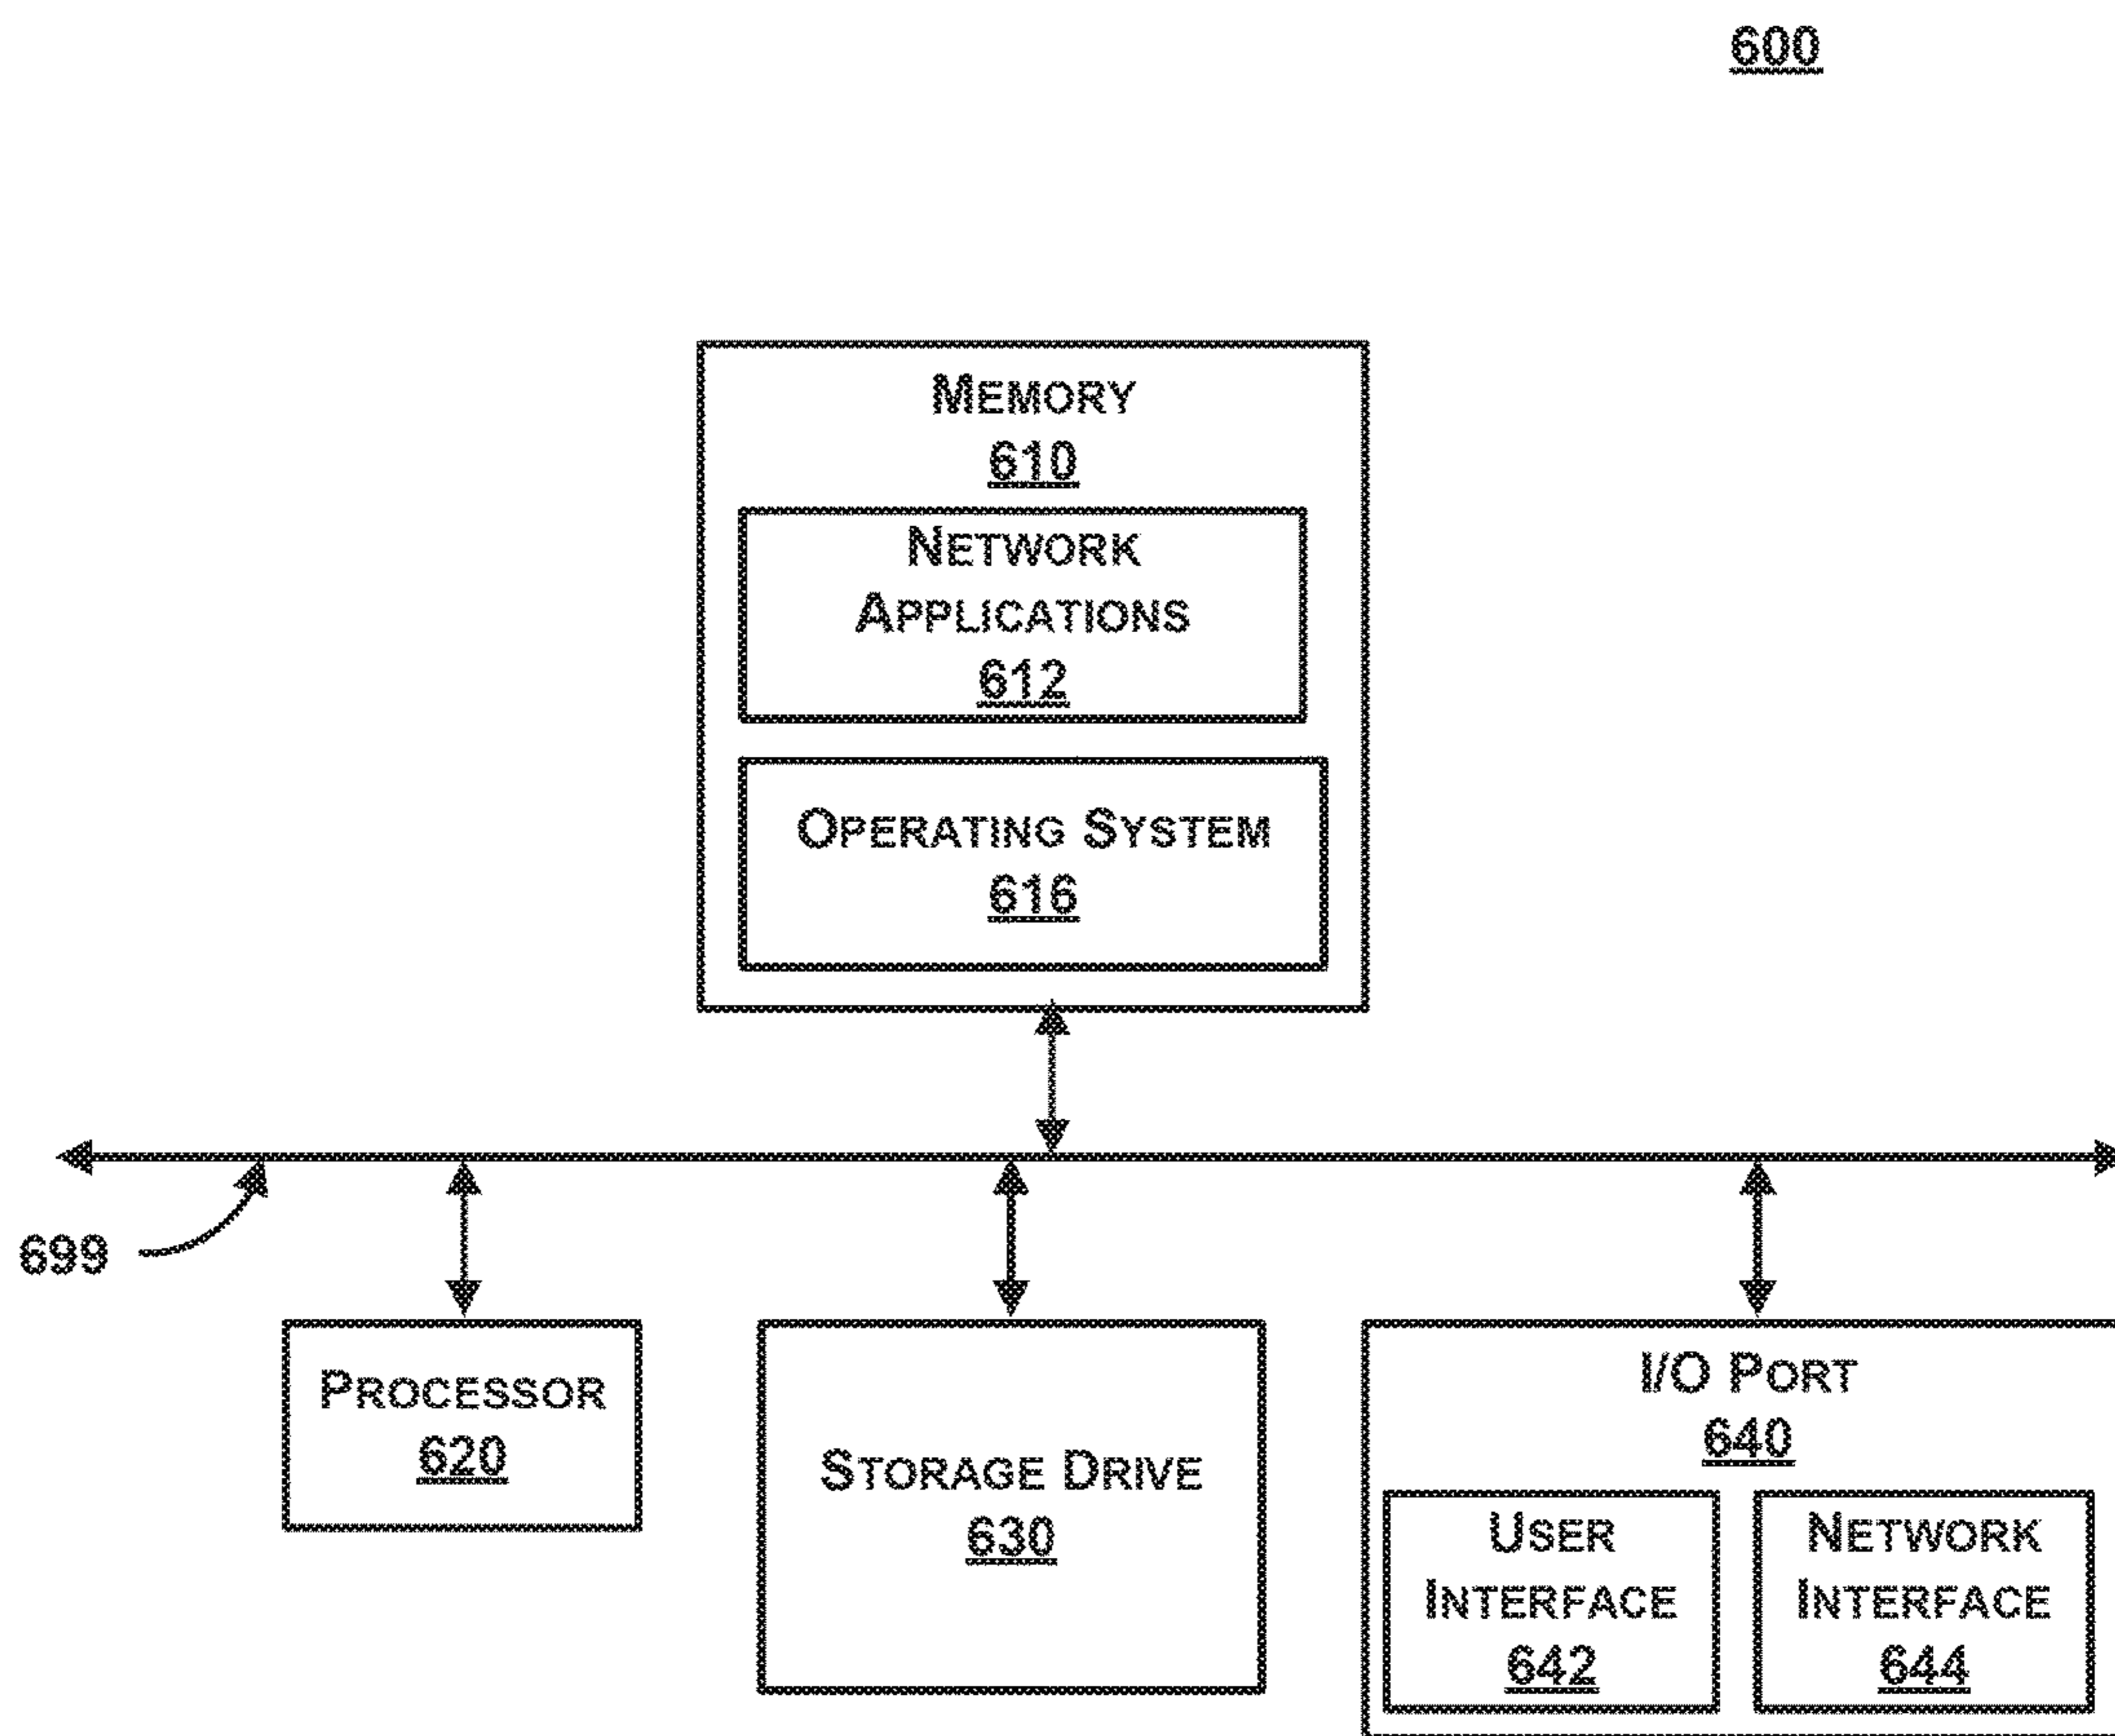 600
MEMORY
610
NETWORK
APPLICATIONS
612
OPERATING SYSTEM
616
699
PROCESSOR
620
STORAGE DRIVE
630
I/O PORT
640
USER
INTERFACE
642
NETWORK
INTERFACE
644